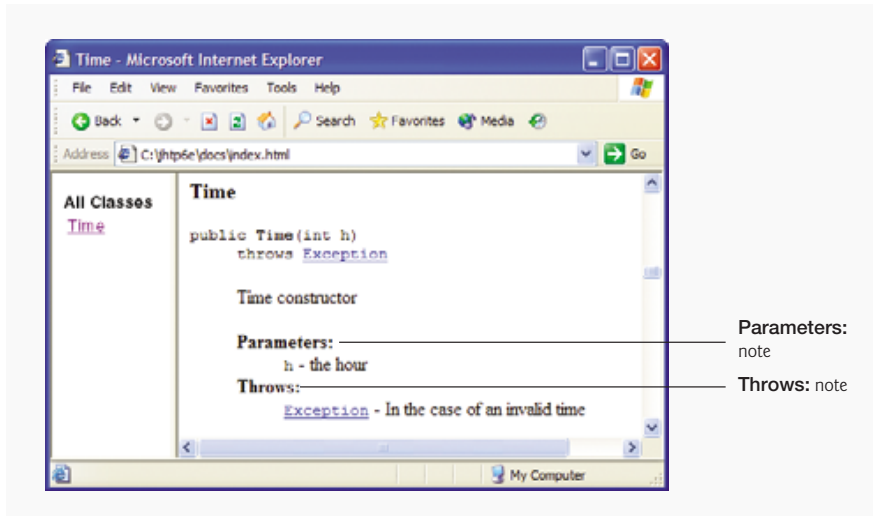 Time - Microsoft Internet Explorer
File Edit View Favorites Tools Help
Back Search Favorites Media
Address C:\jhtp6e\docs\index.html Go
All Classes
Time
Time
public Time(int h)
throws Exception
Time constructor
Parameters:
h - the hour
Throws:
Exception - In the case of an invalid time
My Computer
Parameters:
note
Throws: note